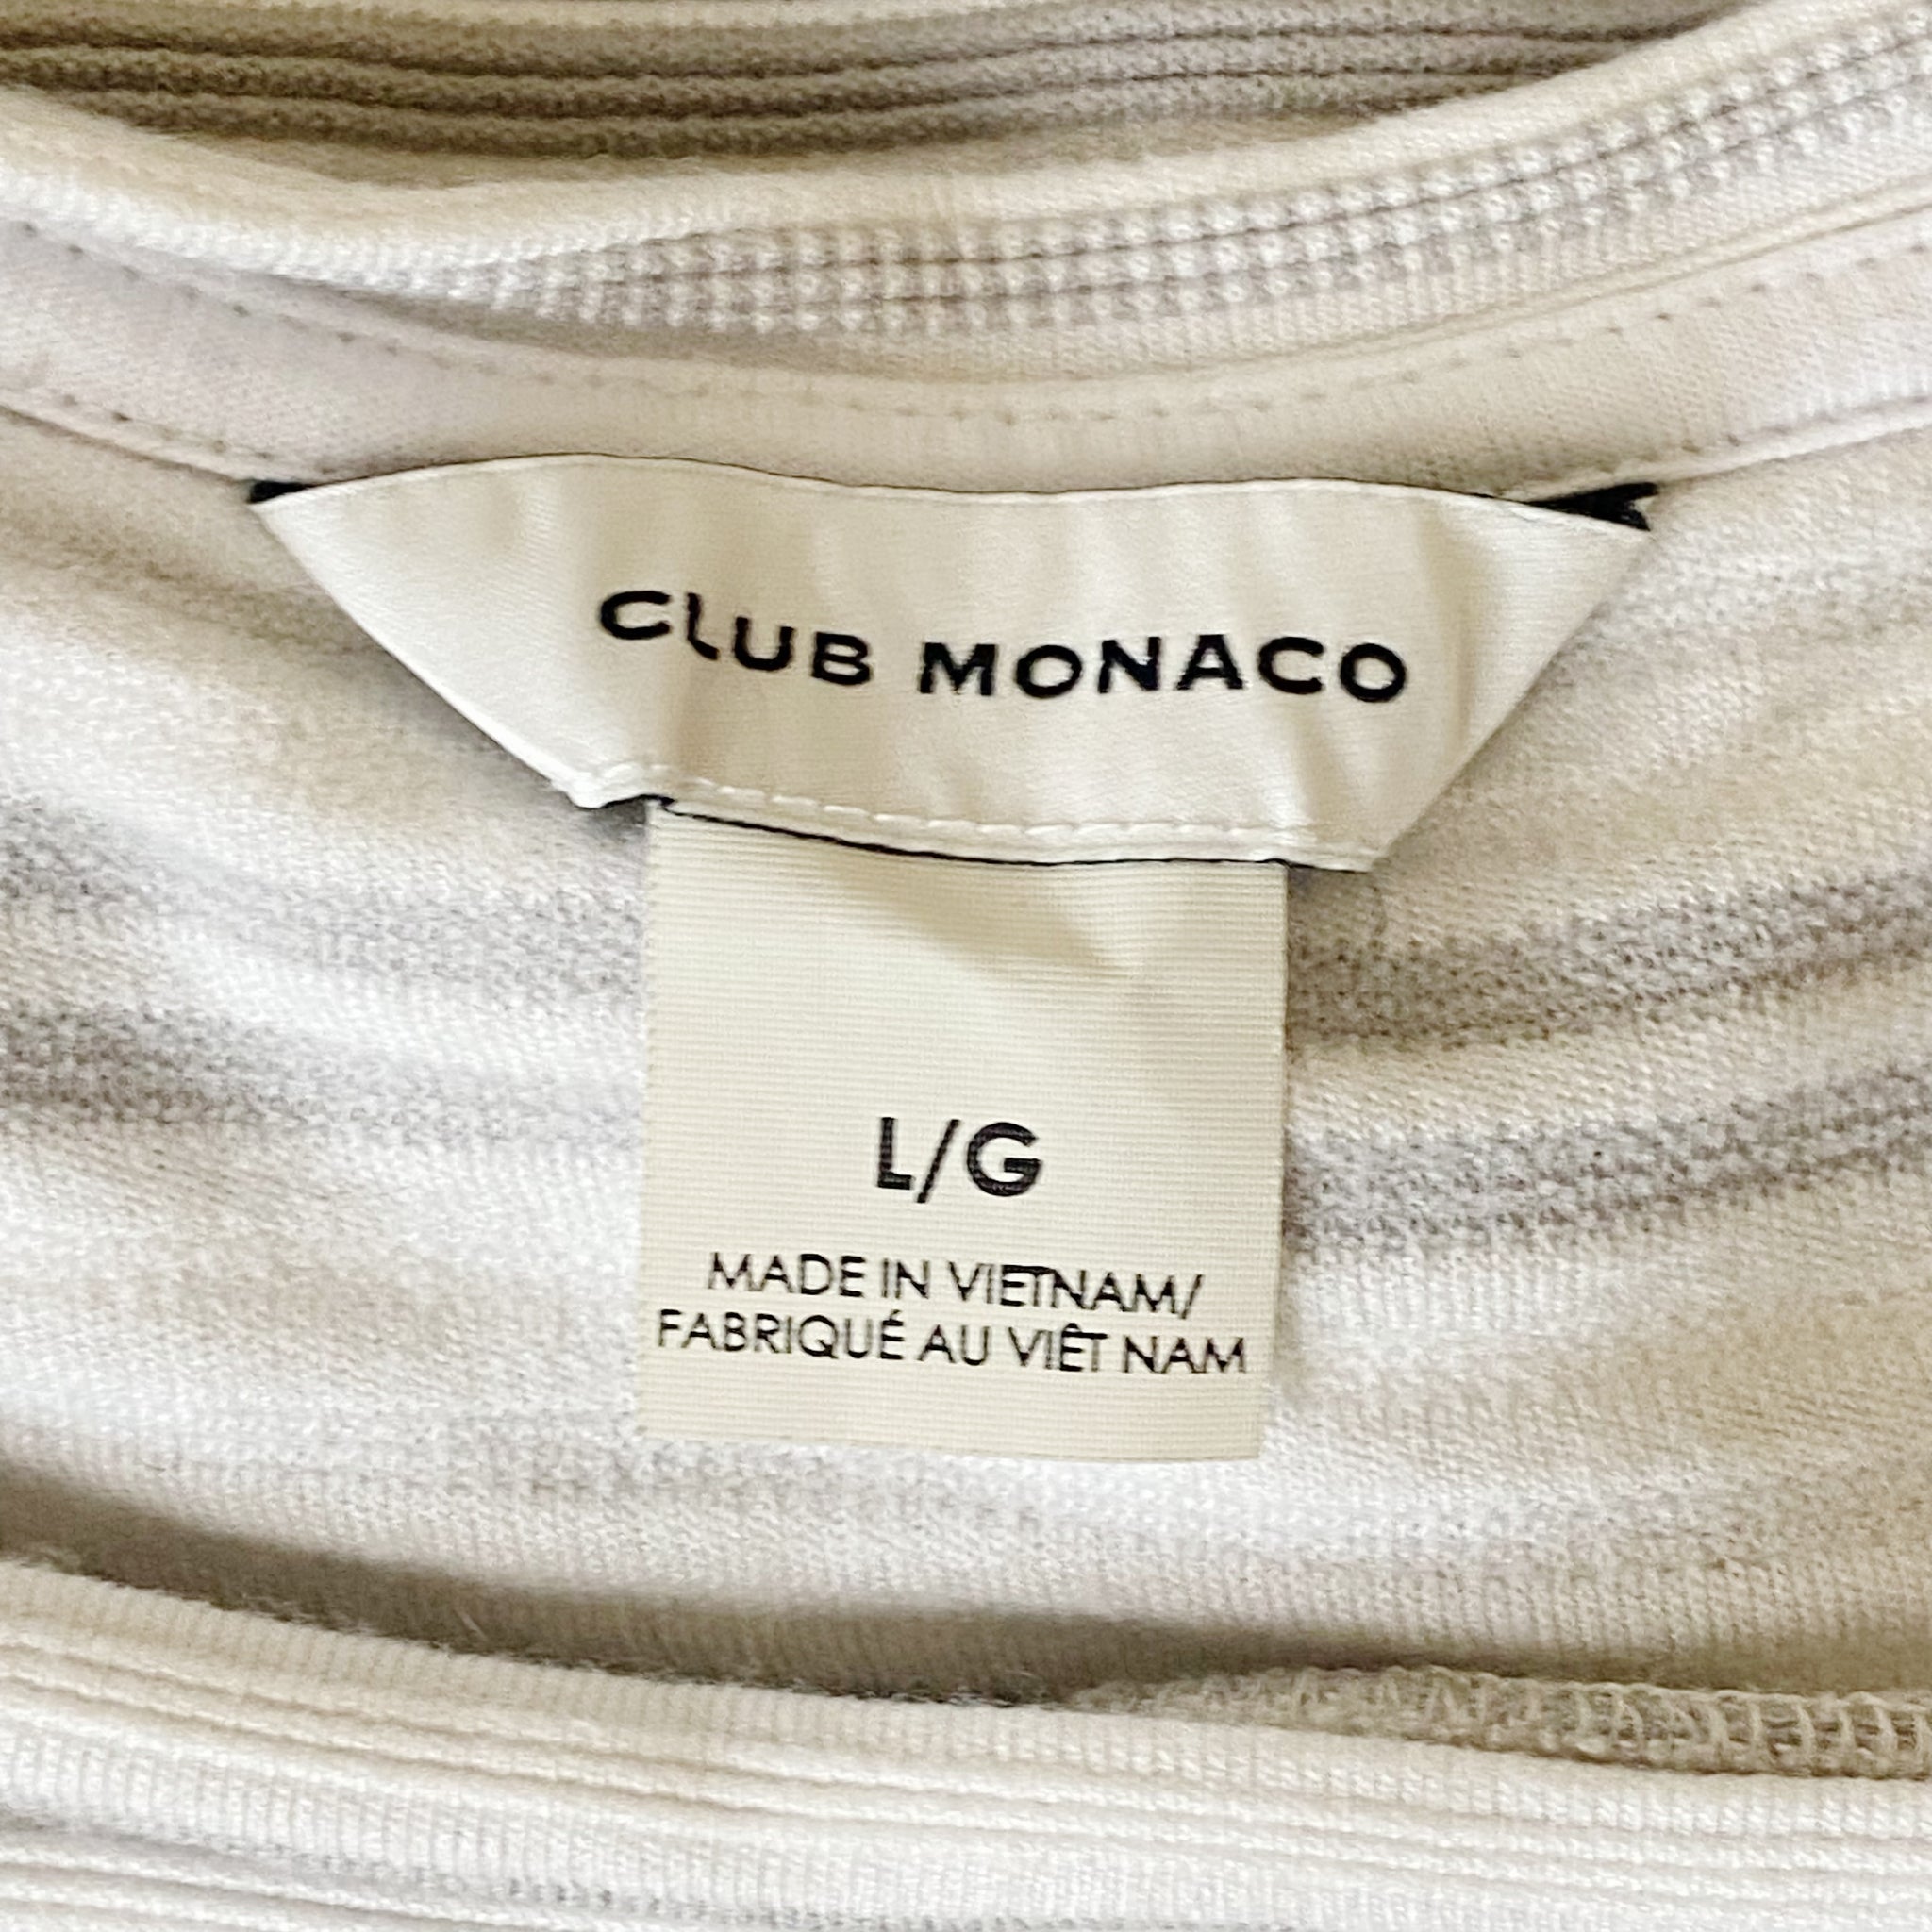 CLUB MONACO
L/G
MADE IN VIETNAM/
FABRIQUÉ AU VIÊT NAM